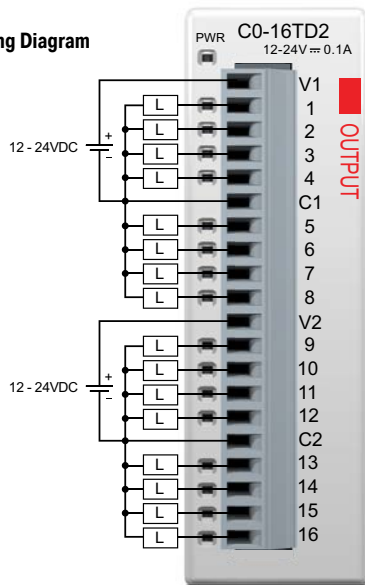 ng Diagram
PWR
C0-16TD2
12-24V ⎓ 0.1A
V1
L 1
L 2
L 3
L 4
C1
L 5
L 6
L 7
L 8
V2
L 9
L 10
L 11
L 12
C2
L 13
L 14
L 15
L 16
OUTPUT
12 - 24VDC
+
−
12 - 24VDC
+
−